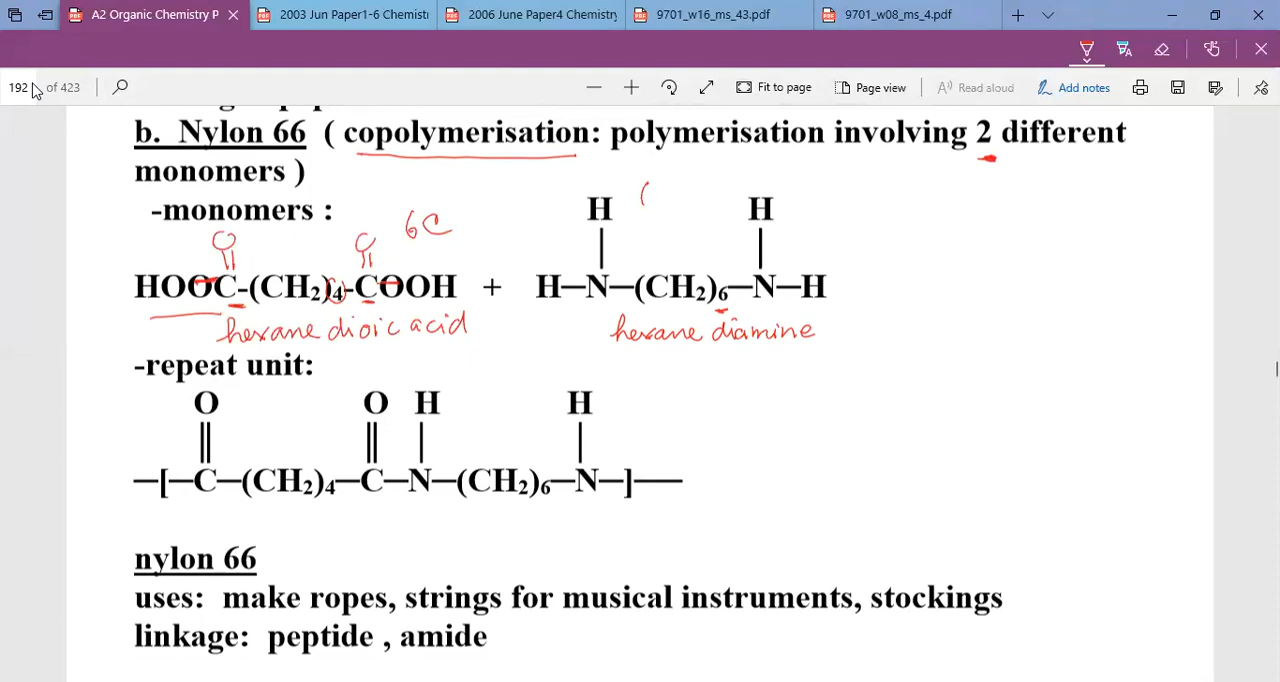 A2 Organic Chemistry P
2003 Jun Paper1-6 Chemistr
2006 June Paper4 Chemistry
9701_w16_ms_43.pdf
9701_w08_ms_4.pdf
192 of 423
Fit to page
Page view
Read aloud
Add notes
b. Nylon 66 ( copolymerisation: polymerisation involving 2 different
monomers )
-monomers :
H H
O O 6C
HOOC-(CH₂)₄-COOH + H–N–(CH₂)₆–N–H
hexane dioic acid hexane diamine
-repeat unit:
O O H H
–[–C–(CH₂)₄–C–N–(CH₂)₆–N–]–
nylon 66
uses: make ropes, strings for musical instruments, stockings
linkage: peptide , amide